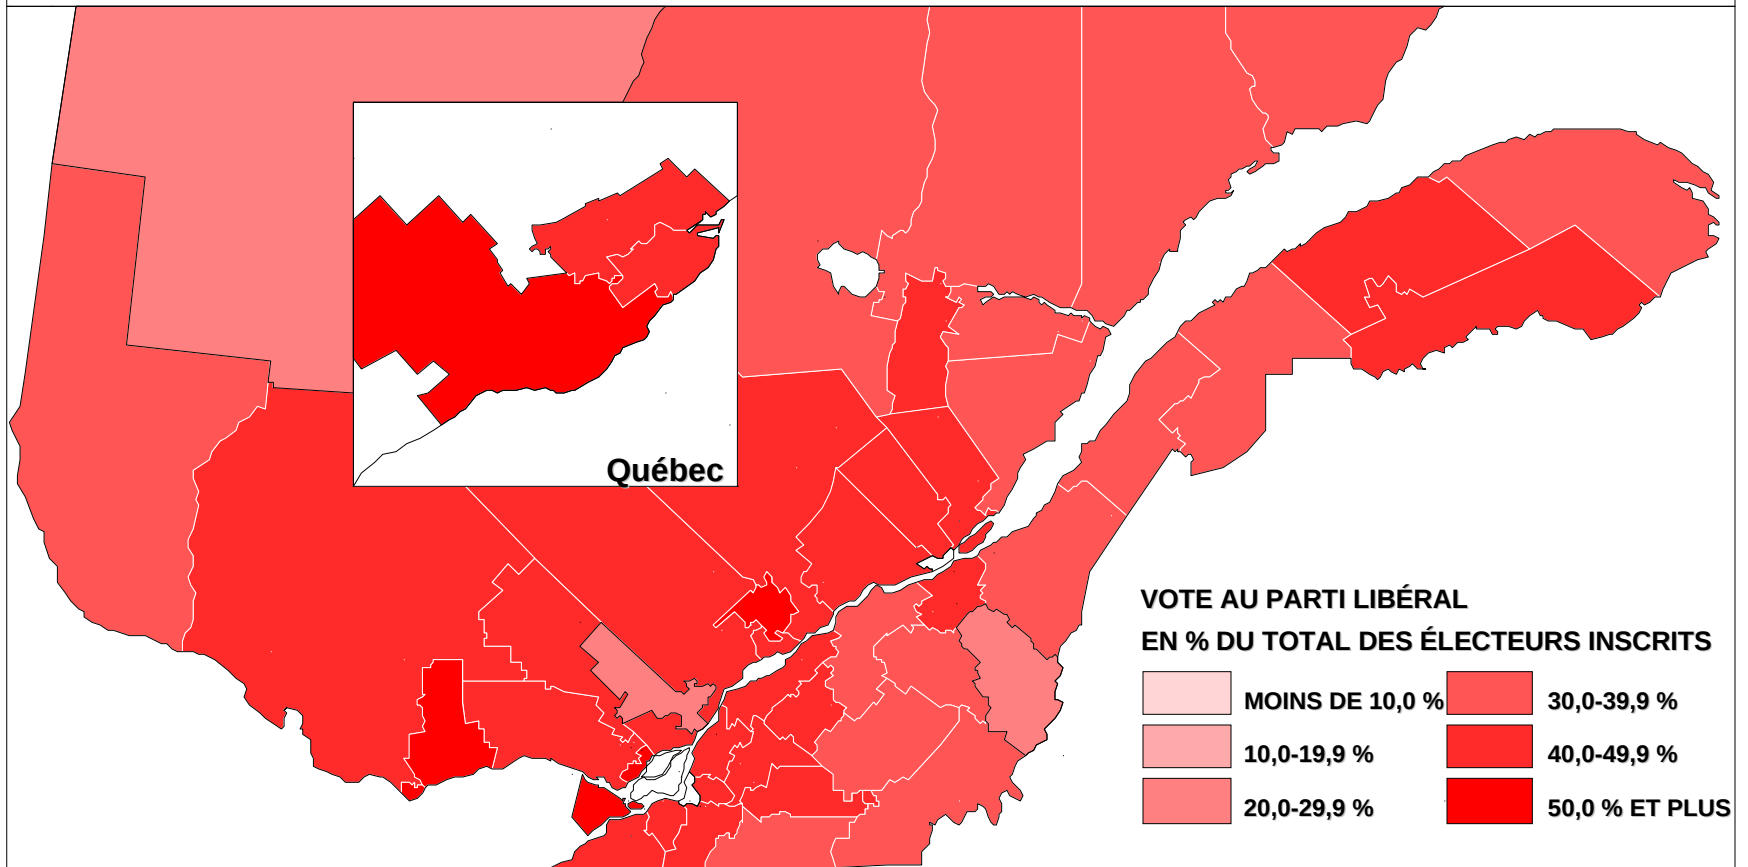 Québec
VOTE AU PARTI LIBÉRAL
EN % DU TOTAL DES ÉLECTEURS INSCRITS
MOINS DE 10,0 %
30,0-39,9 %
10,0-19,9 %
40,0-49,9 %
20,0-29,9 %
50,0 % ET PLUS